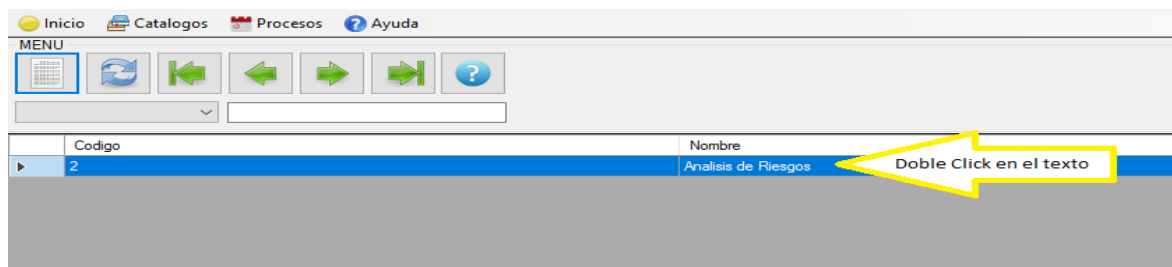 Inicio Catalogos Procesos ? Ayuda
MENU
?
Codigo Nombre
2 Analisis de Riesgos Doble Click en el texto